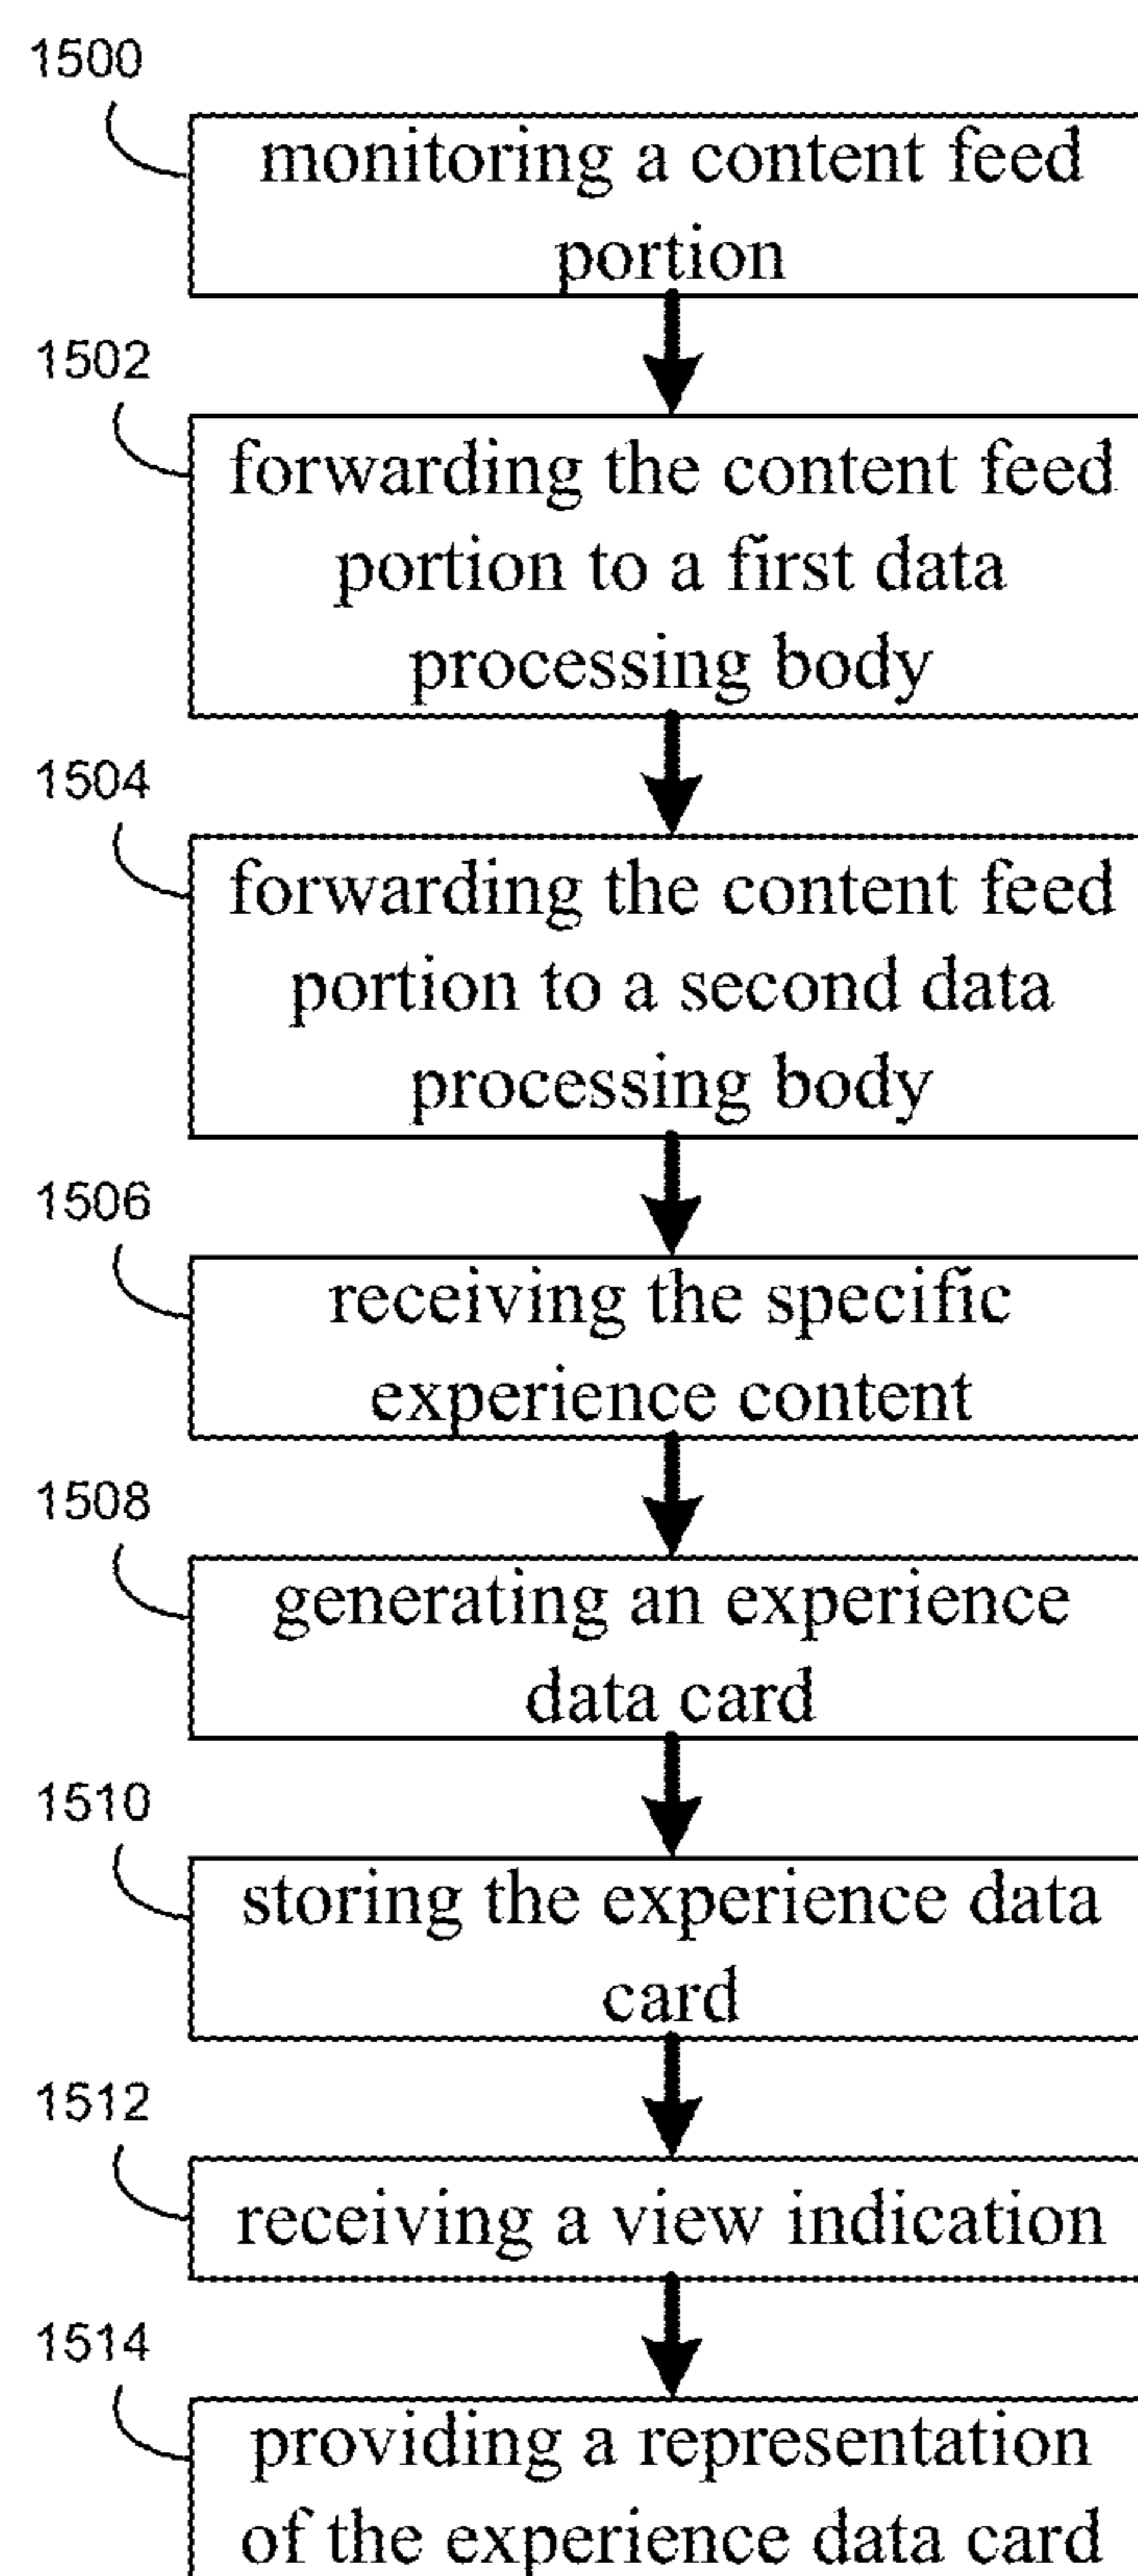 1500
monitoring a content feed
portion
1502
forwarding the content feed
portion to a first data
processing body
1504
forwarding the content feed
portion to a second data
processing body
1506
receiving the specific
experience content
1508
generating an experience
data card
1510
storing the experience data
card
1512
receiving a view indication
1514
providing a representation
of the experience data card